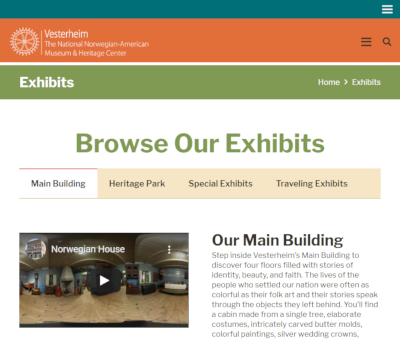 Vesterheim
The National Norwegian-American
Museum & Heritage Center
Exhibits
Home > Exhibits
Browse Our Exhibits
Main Building
Heritage Park
Special Exhibits
Traveling Exhibits
Norwegian House
Our Main Building
Step inside Vesterheim's Main Building to
discover four floors filled with stories of
identity, beauty, and faith. The lives of the
people who settled our nation were often as
colorful as their folk art and their stories speak
through the objects they left behind. You'll find
a cabin made from a single tree, elaborate
costumes, intricately carved butter molds,
colorful paintings, silver wedding crowns,